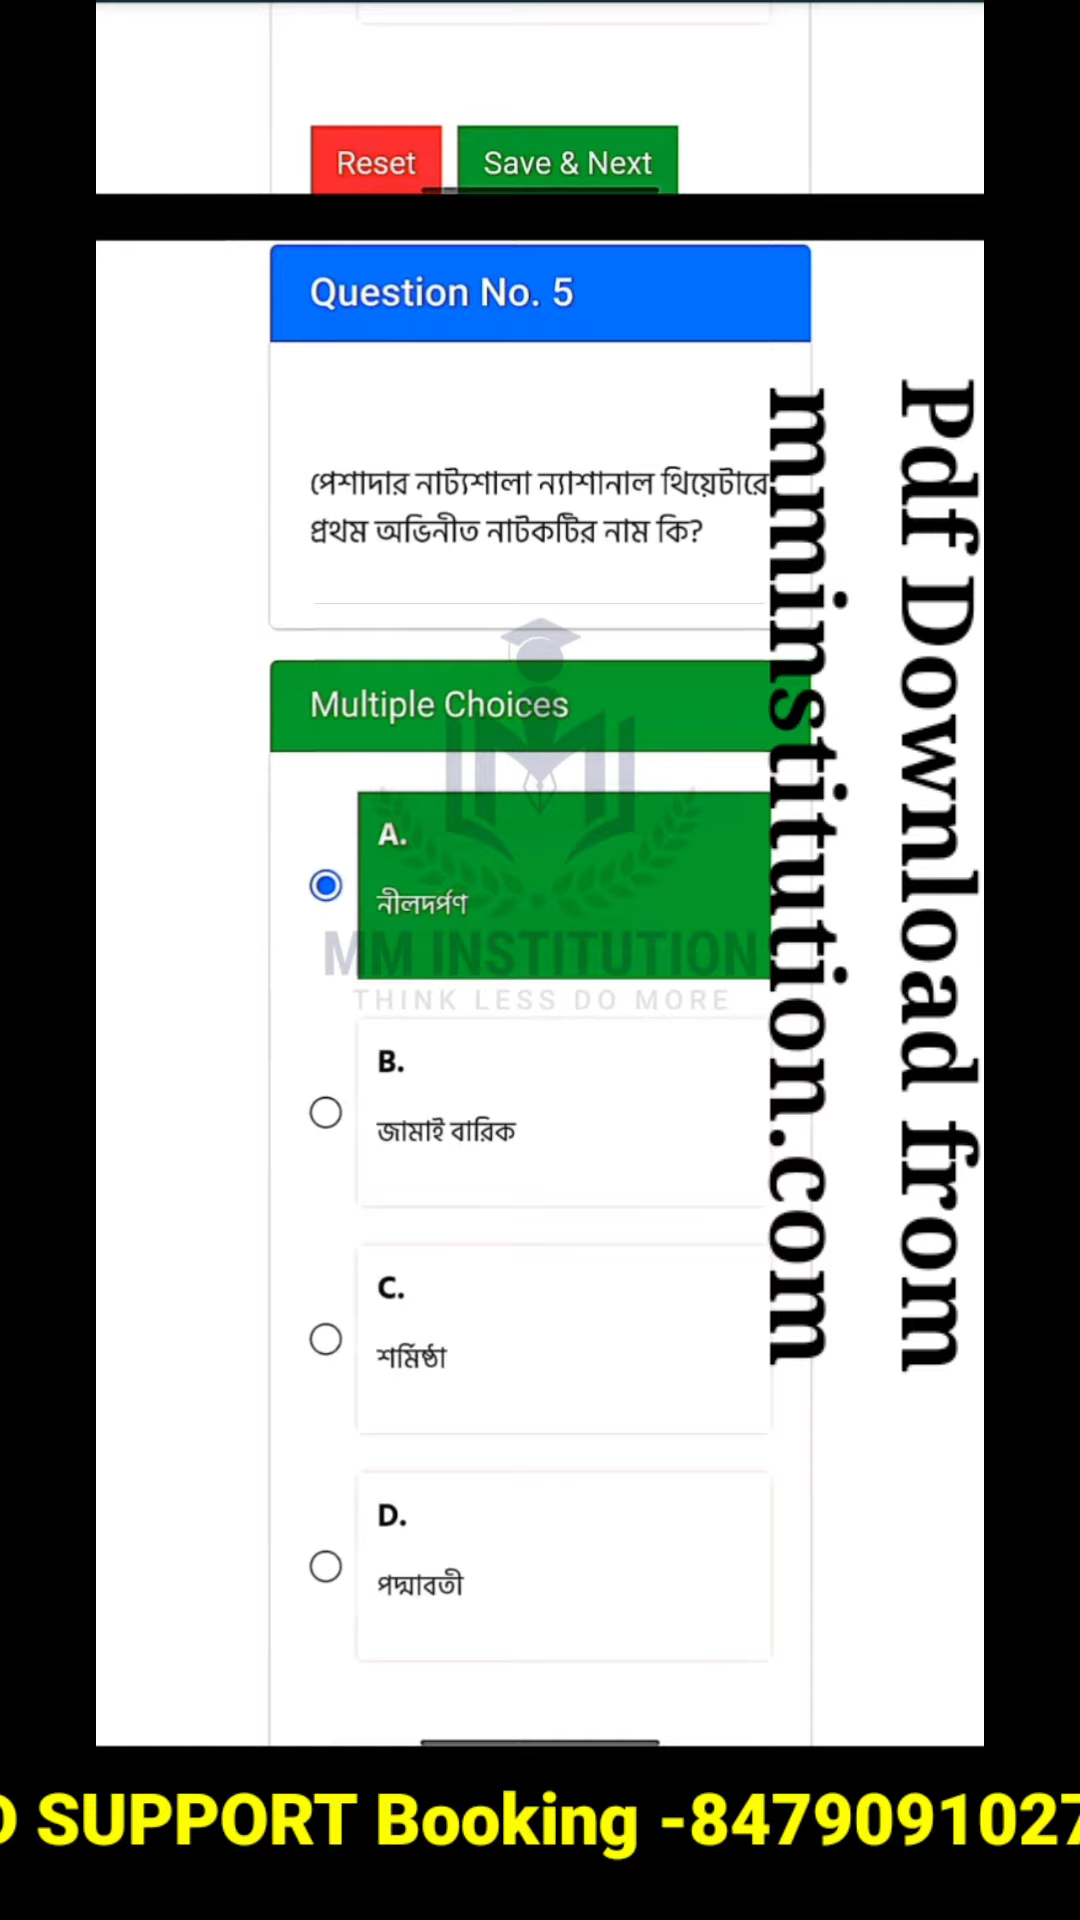 Reset
Save & Next
Question No. 5
পেশাদার নাট্যশালা ন্যাশানাল থিয়েটারে
প্রথম অভিনীত নাটকটির নাম কি?
Multiple Choices
A.
নীলদর্পণ
MM INSTITUTION
THINK LESS DO MORE
B.
জামাই বারিক
C.
শর্মিষ্ঠা
D.
পদ্মাবতী
Pdf Download from
mminstitution.com
SUPPORT Booking -8479091027